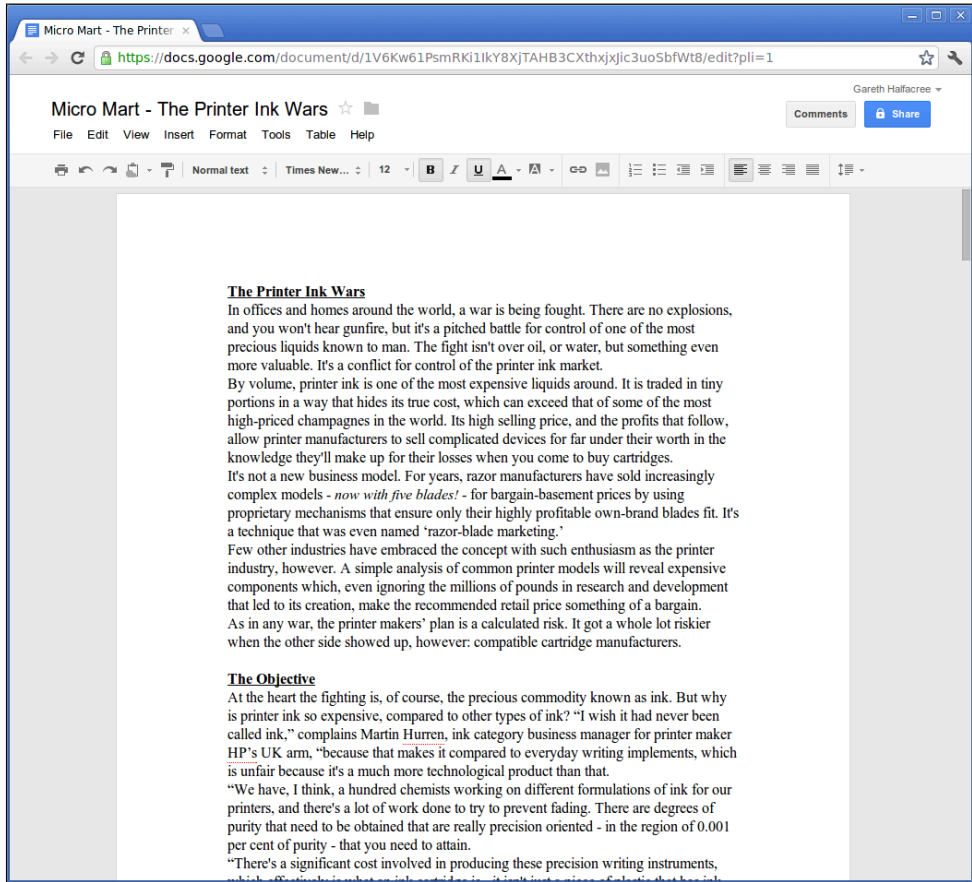 Micro Mart - The Printer
https://docs.google.com/document/d/1V6Kw61PsmRKi1IkY8XjTAHB3CXthxjxJic3uoSbfWt8/edit?pli=1
Gareth Halfacree
Micro Mart - The Printer Ink Wars
Comments Share
File Edit View Insert Format Tools Table Help
Normal text Times New... 12 B I U A A
The Printer Ink Wars
In offices and homes around the world, a war is being fought. There are no explosions,
and you won't hear gunfire, but it's a pitched battle for control of one of the most
precious liquids known to man. The fight isn't over oil, or water, but something even
more valuable. It's a conflict for control of the printer ink market.
By volume, printer ink is one of the most expensive liquids around. It is traded in tiny
portions in a way that hides its true cost, which can exceed that of some of the most
high-priced champagnes in the world. Its high selling price, and the profits that follow,
allow printer manufacturers to sell complicated devices for far under their worth in the
knowledge they'll make up for their losses when you come to buy cartridges.
It's not a new business model. For years, razor manufacturers have sold increasingly
complex models - now with five blades! - for bargain-basement prices by using
proprietary mechanisms that ensure only their highly profitable own-brand blades fit. It's
a technique that was even named ‘razor-blade marketing.’
Few other industries have embraced the concept with such enthusiasm as the printer
industry, however. A simple analysis of common printer models will reveal expensive
components which, even ignoring the millions of pounds in research and development
that led to its creation, make the recommended retail price something of a bargain.
As in any war, the printer makers’ plan is a calculated risk. It got a whole lot riskier
when the other side showed up, however: compatible cartridge manufacturers.
The Objective
At the heart the fighting is, of course, the precious commodity known as ink. But why
is printer ink so expensive, compared to other types of ink? “I wish it had never been
called ink,” complains Martin Hurren, ink category business manager for printer maker
HP’s UK arm, “because that makes it compared to everyday writing implements, which
is unfair because it's a much more technological product than that.
“We have, I think, a hundred chemists working on different formulations of ink for our
printers, and there's a lot of work done to try to prevent fading. There are degrees of
purity that need to be obtained that are really precision oriented - in the region of 0.001
per cent of purity - that you need to attain.
“There's a significant cost involved in producing these precision writing instruments,
which effectively is what an ink cartridge is - it isn't just a piece of plastic that has ink